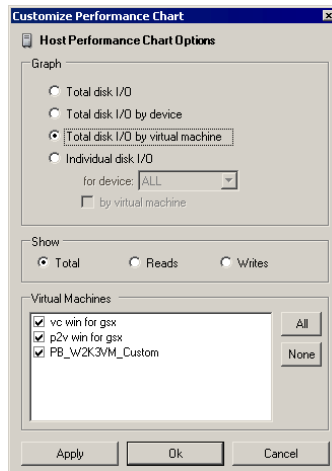 Customize Performance Chart
Host Performance Chart Options
Graph
Total disk I/O
Total disk I/O by device
Total disk I/O by virtual machine
Individual disk I/O
for device: ALL
by virtual machine
Show
Total Reads Writes
Virtual Machines
vc win for gsx
p2v win for gsx
PB_W2K3VM_Custom
All
None
Apply Ok Cancel